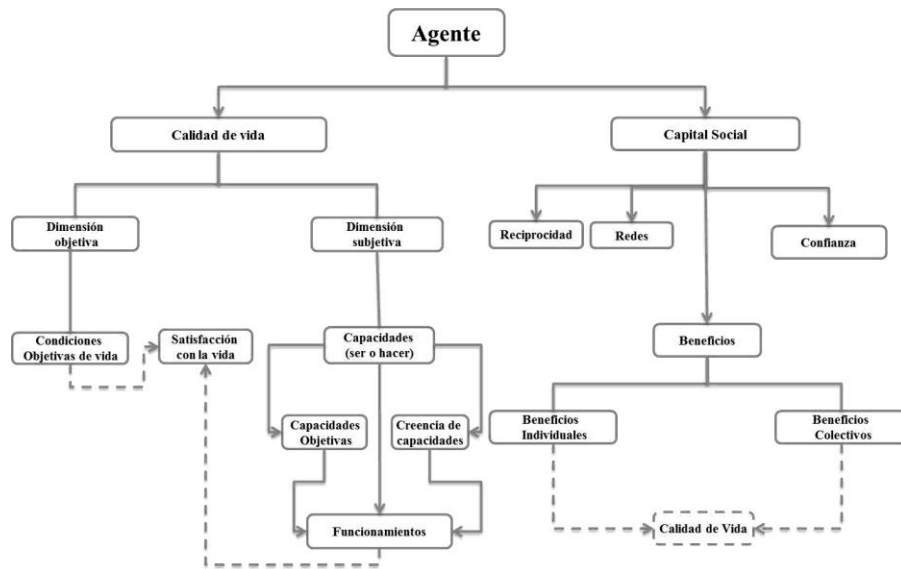 Agente
Calidad de vida
Capital Social
Dimensión
objetiva
Dimensión
subjetiva
Reciprocidad
Redes
Confianza
Condiciones
Objetivas de vida
Satisfacción
con la vida
Capacidades
(ser o hacer)
Beneficios
Capacidades
Objetivas
Creencia de
capacidades
Beneficios
Individuales
Beneficios
Colectivos
Funcionamientos
Calidad de Vida